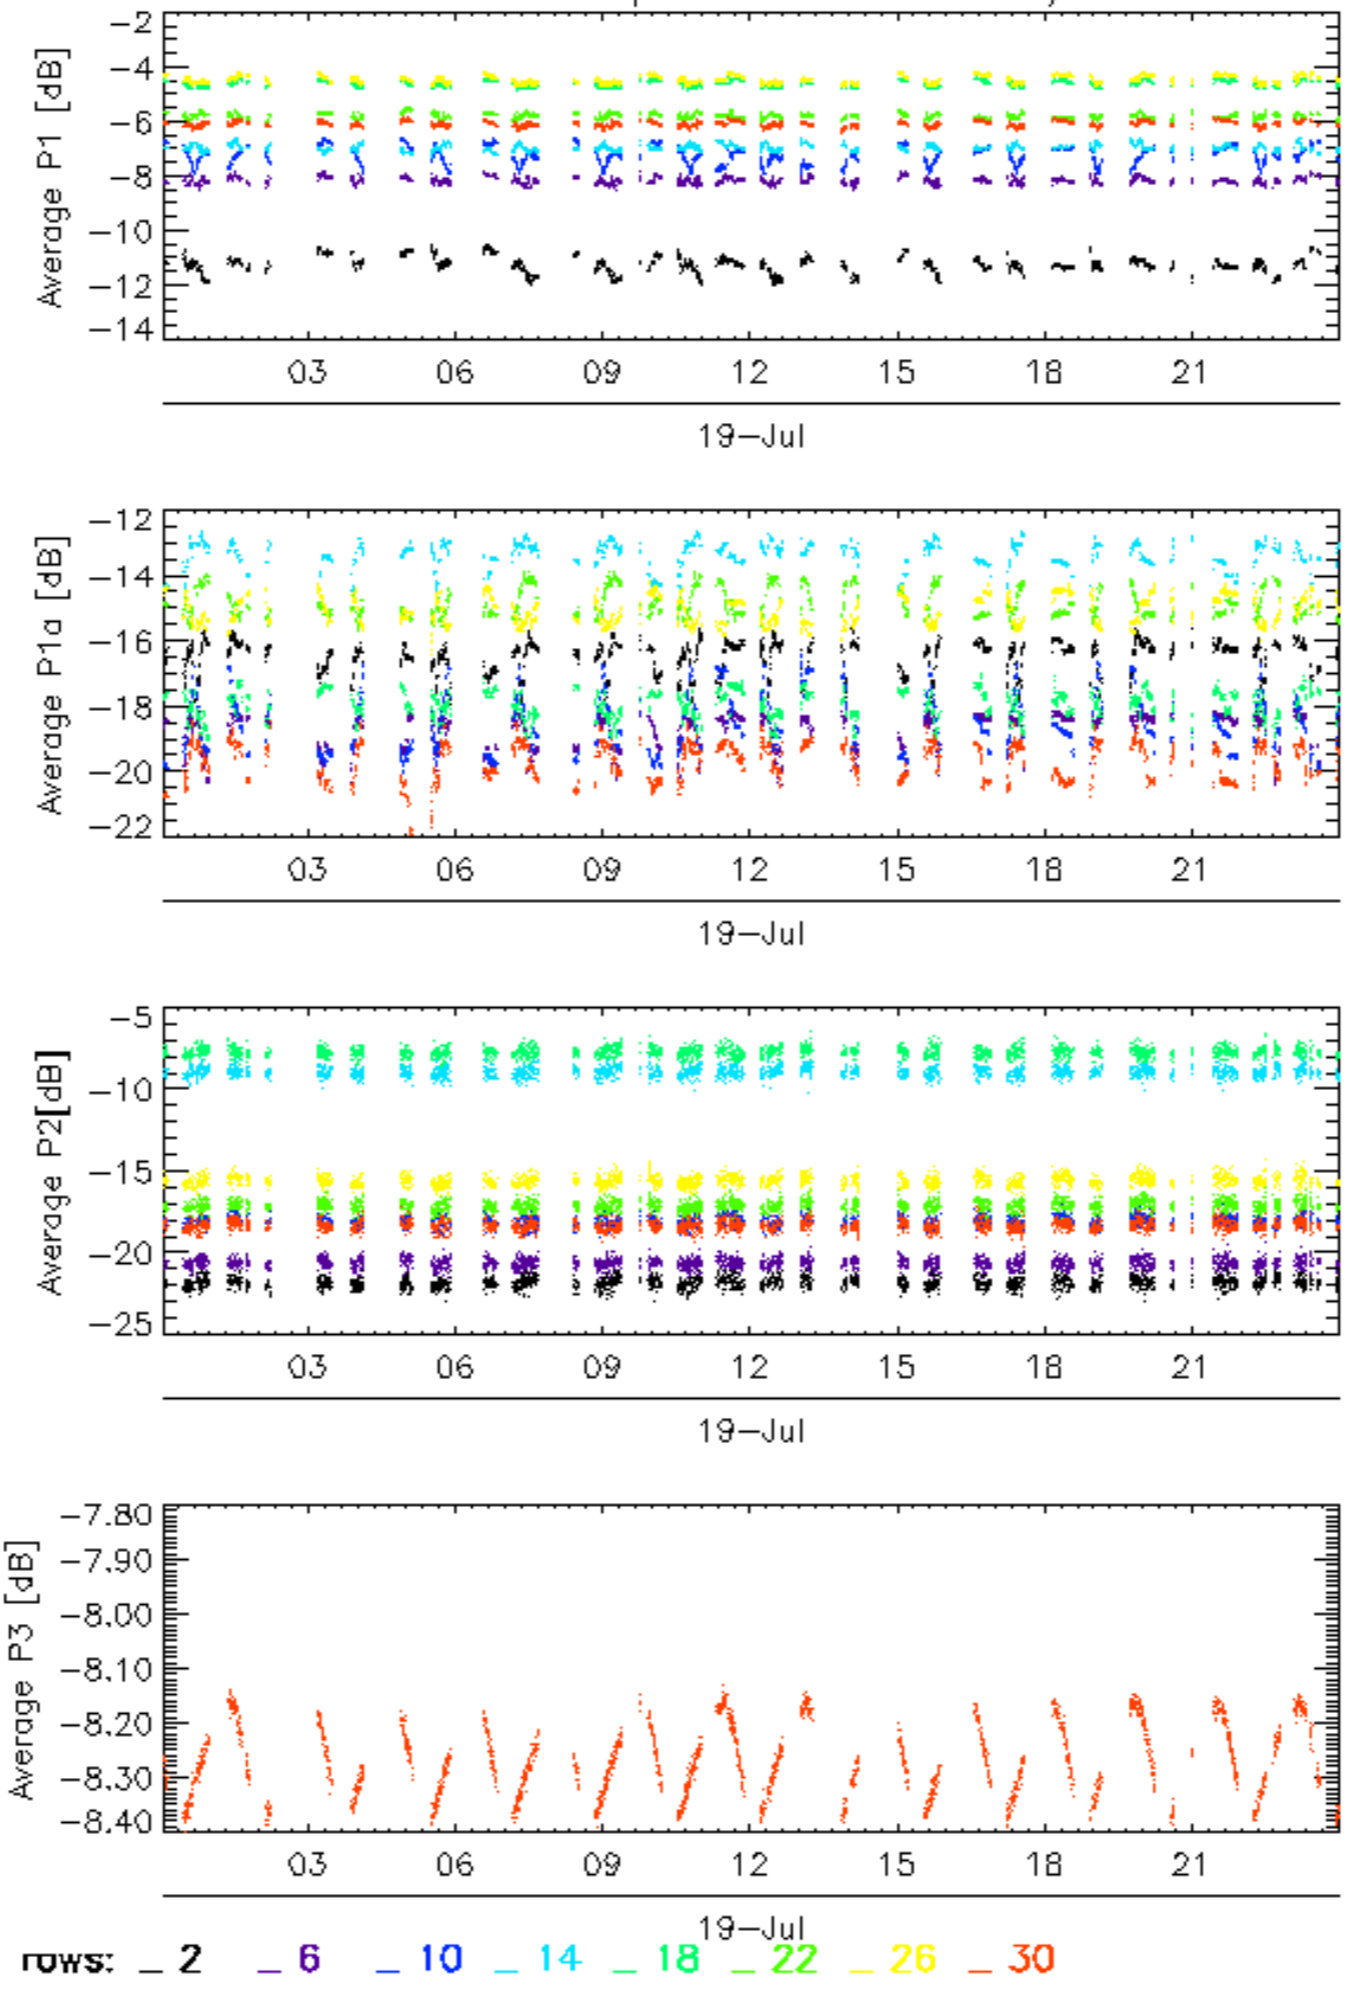 Average P1 [dB]
-2
-4
-6
-8
-10
-12
-14
03 06 09 12 15 18 21
19-Jul
Average P1a [dB]
-12
-14
-16
-18
-20
-22
03 06 09 12 15 18 21
19-Jul
Average P2[dB]
-5
-10
-15
-20
-25
03 06 09 12 15 18 21
19-Jul
Average P3 [dB]
-7.80
-7.90
-8.00
-8.10
-8.20
-8.30
-8.40
03 06 09 12 15 18 21
19-Jul
rows: _ 2 _ 6 _ 10 _ 14 _ 18 _ 22 _ 26 _ 30